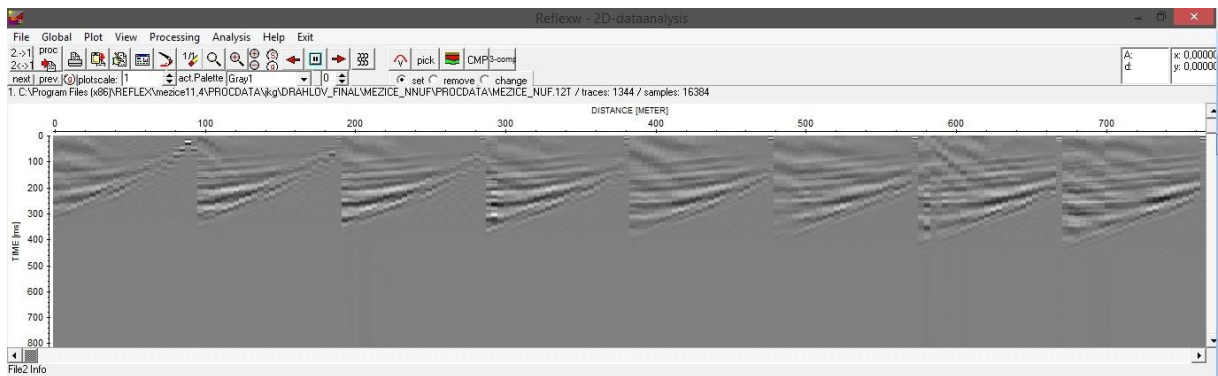 Reflexw - 2D-dataanalysis
File Global Plot View Processing Analysis Help Exit
2.->1 proc 1/2 pick CMP 3-comp A: x: 0,00000
2<->1 d: y: 0,00000
next prev. (g) plotscale: 1 act.Palette Gray1 0 set remove change
1. C:\Program Files (x86)\REFLEX\mezice11,4\PROCDATA\jkg\DRAHLOV_FINAL\MEZICE_NNUF\PROCDATA\MEZICE_NUF.12T / traces: 1344 / samples: 16384
DISTANCE [METER]
0 100 200 300 400 500 600 700
0
100
200
300
400
500
600
700
800
TIME [ms]
File2 Info